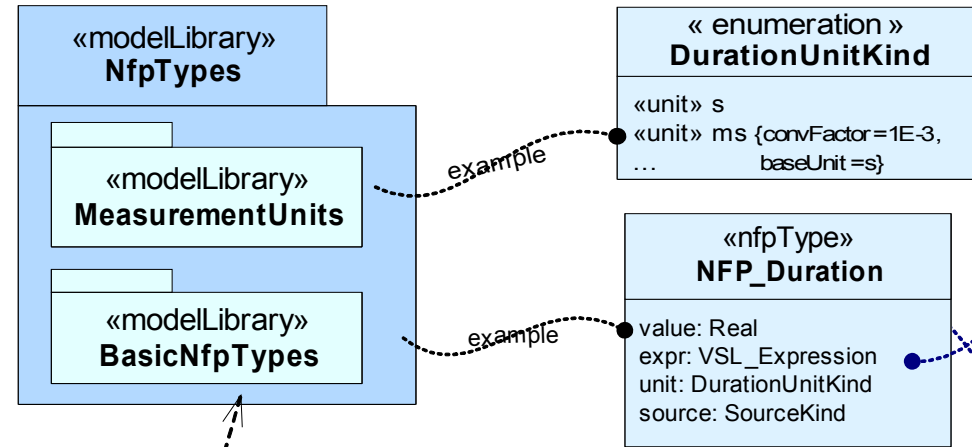 «modelLibrary»
NfpTypes
«modelLibrary»
MeasurementUnits
«modelLibrary»
BasicNfpTypes
example
example
« enumeration »
DurationUnitKind
«unit» s
«unit» ms {convFactor=1E-3,
... baseUnit=s}
«nfpType»
NFP_Duration
value: Real
expr: VSL_Expression
unit: DurationUnitKind
source: SourceKind